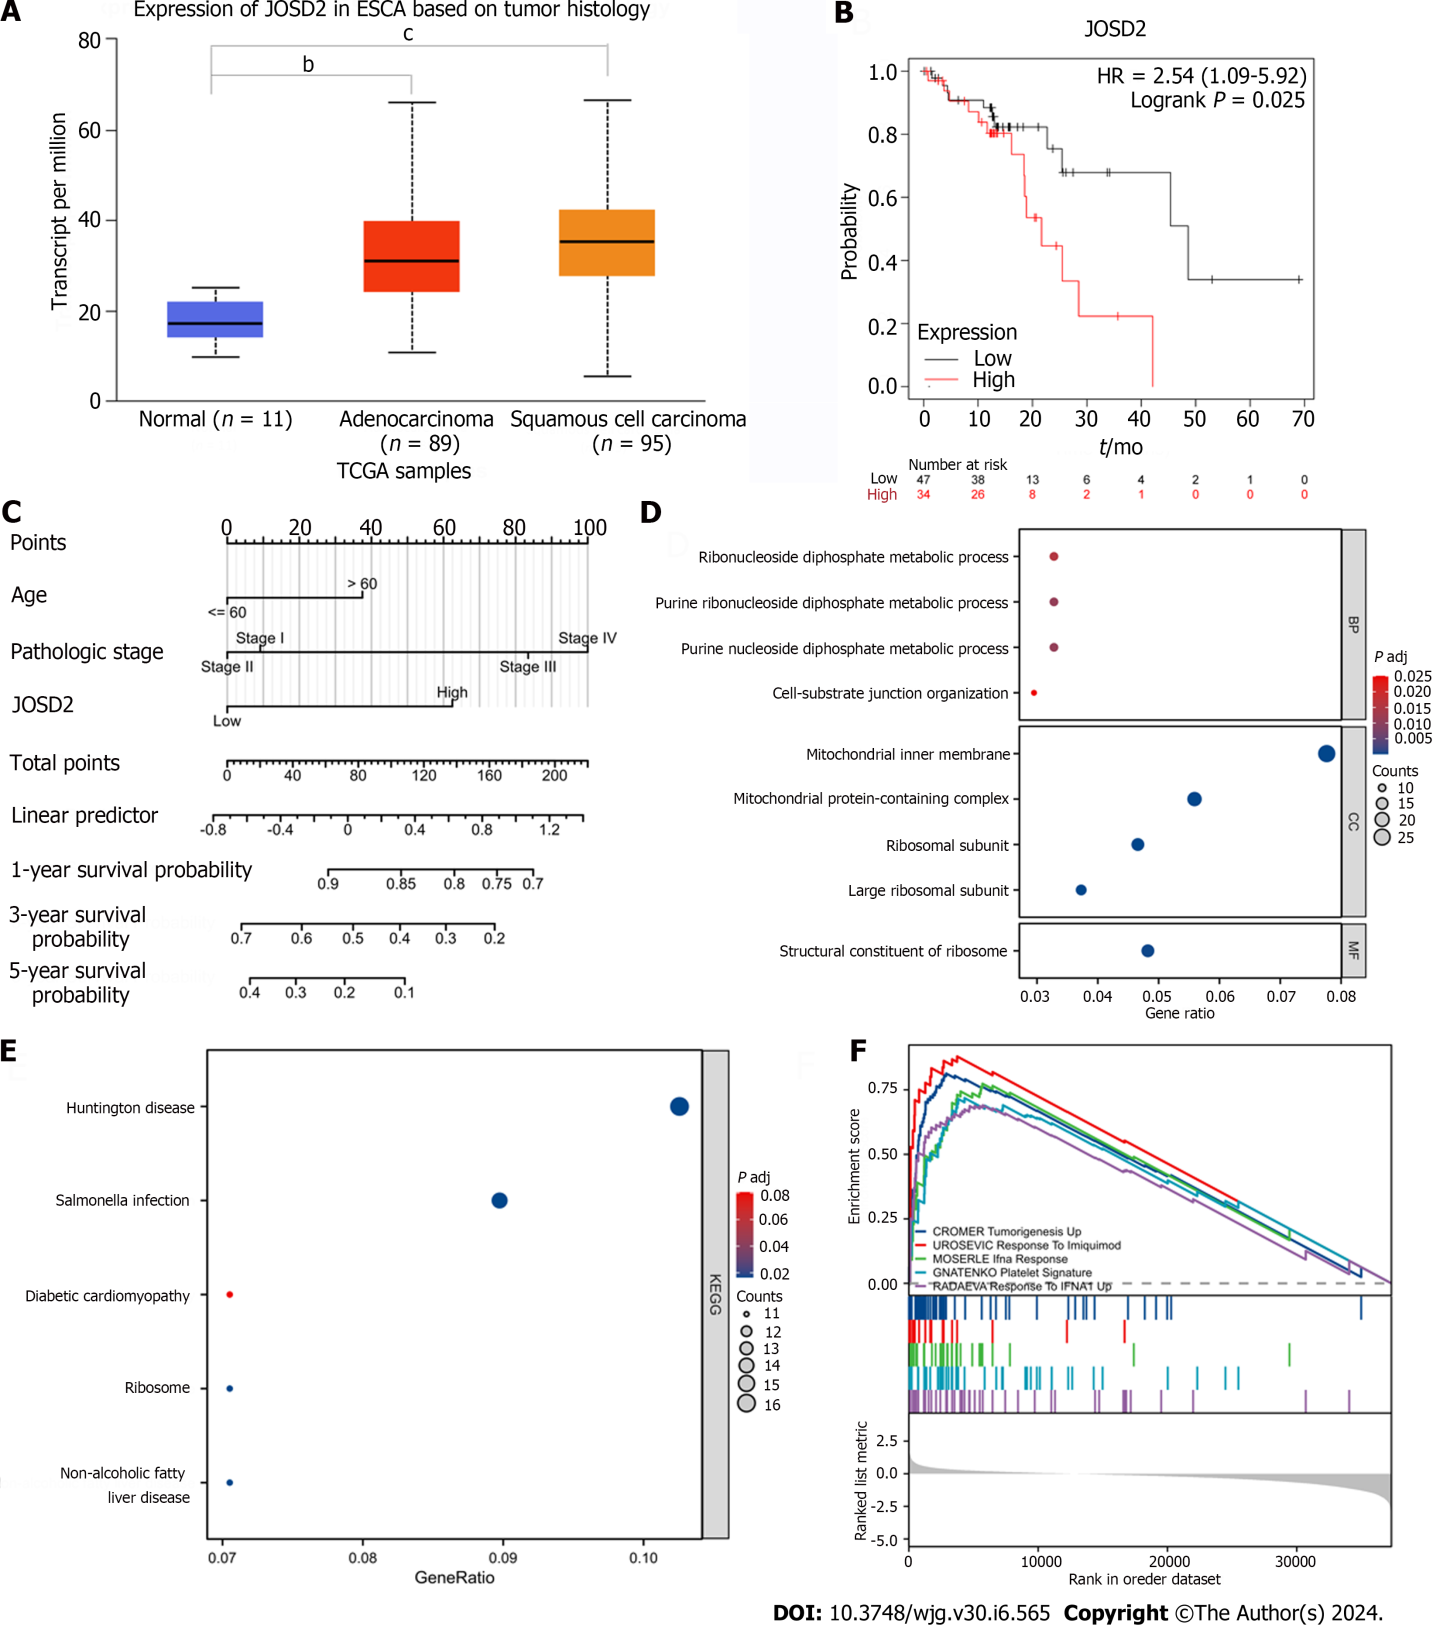 A
Expression of JOSD2 in ESCA based on tumor histology
c
b
Transcript per million
80
60
40
20
0
Normal (n = 11)
Adenocarcinoma
(n = 89)
Squamous cell carcinoma
(n = 95)
TCGA samples
B
JOSD2
HR = 2.54 (1.09-5.92)
Logrank P = 0.025
Probability
1.0
0.8
0.6
0.4
0.2
0.0
Expression
Low
High
0 10 20 30 40 50 60 70
t/mo
Number at risk
Low 47 38 13 6 4 2 1 0
High 34 26 8 2 1 0 0 0
C
Points
0 20 40 60 80 100
Age
> 60
<= 60
Pathologic stage
Stage I
Stage IV
Stage II
Stage III
JOSD2
High
Low
Total points
0 40 80 120 160 200
Linear predictor
-0.8 -0.4 0 0.4 0.8 1.2
1-year survival probability
0.9 0.85 0.8 0.75 0.7
3-year survival
probability
0.7 0.6 0.5 0.4 0.3 0.2
5-year survival
probability
0.4 0.3 0.2 0.1
D
Ribonucleoside diphosphate metabolic process
Purine ribonucleoside diphosphate metabolic process
Purine nucleoside diphosphate metabolic process
Cell-substrate junction organization
BP
Mitochondrial inner membrane
Mitochondrial protein-containing complex
Ribosomal subunit
Large ribosomal subunit
CC
Structural constituent of ribosome
MF
0.03 0.04 0.05 0.06 0.07 0.08
Gene ratio
P adj
0.025
0.020
0.015
0.010
0.005
Counts
10
15
20
25
E
Huntington disease
Salmonella infection
Diabetic cardiomyopathy
Ribosome
Non-alcoholic fatty
liver disease
KEGG
0.07 0.08 0.09 0.10
GeneRatio
P adj
0.08
0.06
0.04
0.02
Counts
11
12
13
14
15
16
F
Enrichment score
0.75
0.50
0.25
0.00
CROMER Tumorigenesis Up
UROSEVIC Response To Imiquimod
MOSERLE Ifna Response
GNATENKO Platelet Signature
RADAEVA Response To IFNA1 Up
Ranked list metric
2.5
0.0
-2.5
-5.0
0 10000 20000 30000
Rank in oreder dataset
DOI: 10.3748/wjg.v30.i6.565 Copyright ©The Author(s) 2024.